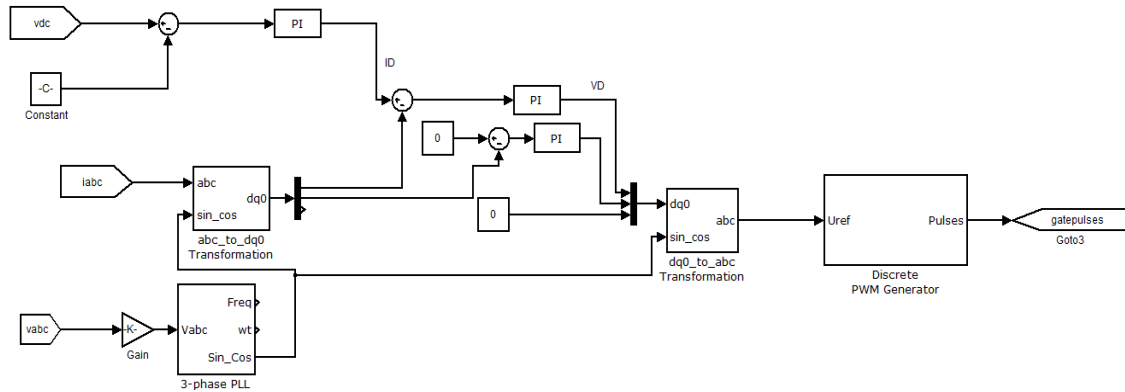 vdc
PI
ID
-C-
Constant
PI
VD
0
PI
iabc
abc
dq0
sin_cos
abc_to_dq0
Transformation
0
dq0
abc
sin_cos
dq0_to_abc
Transformation
Uref
Pulses
Discrete
PWM Generator
gatepulses
Goto3
vabc
-K-
Gain
Vabc
Freq
wt
Sin_Cos
3-phase PLL